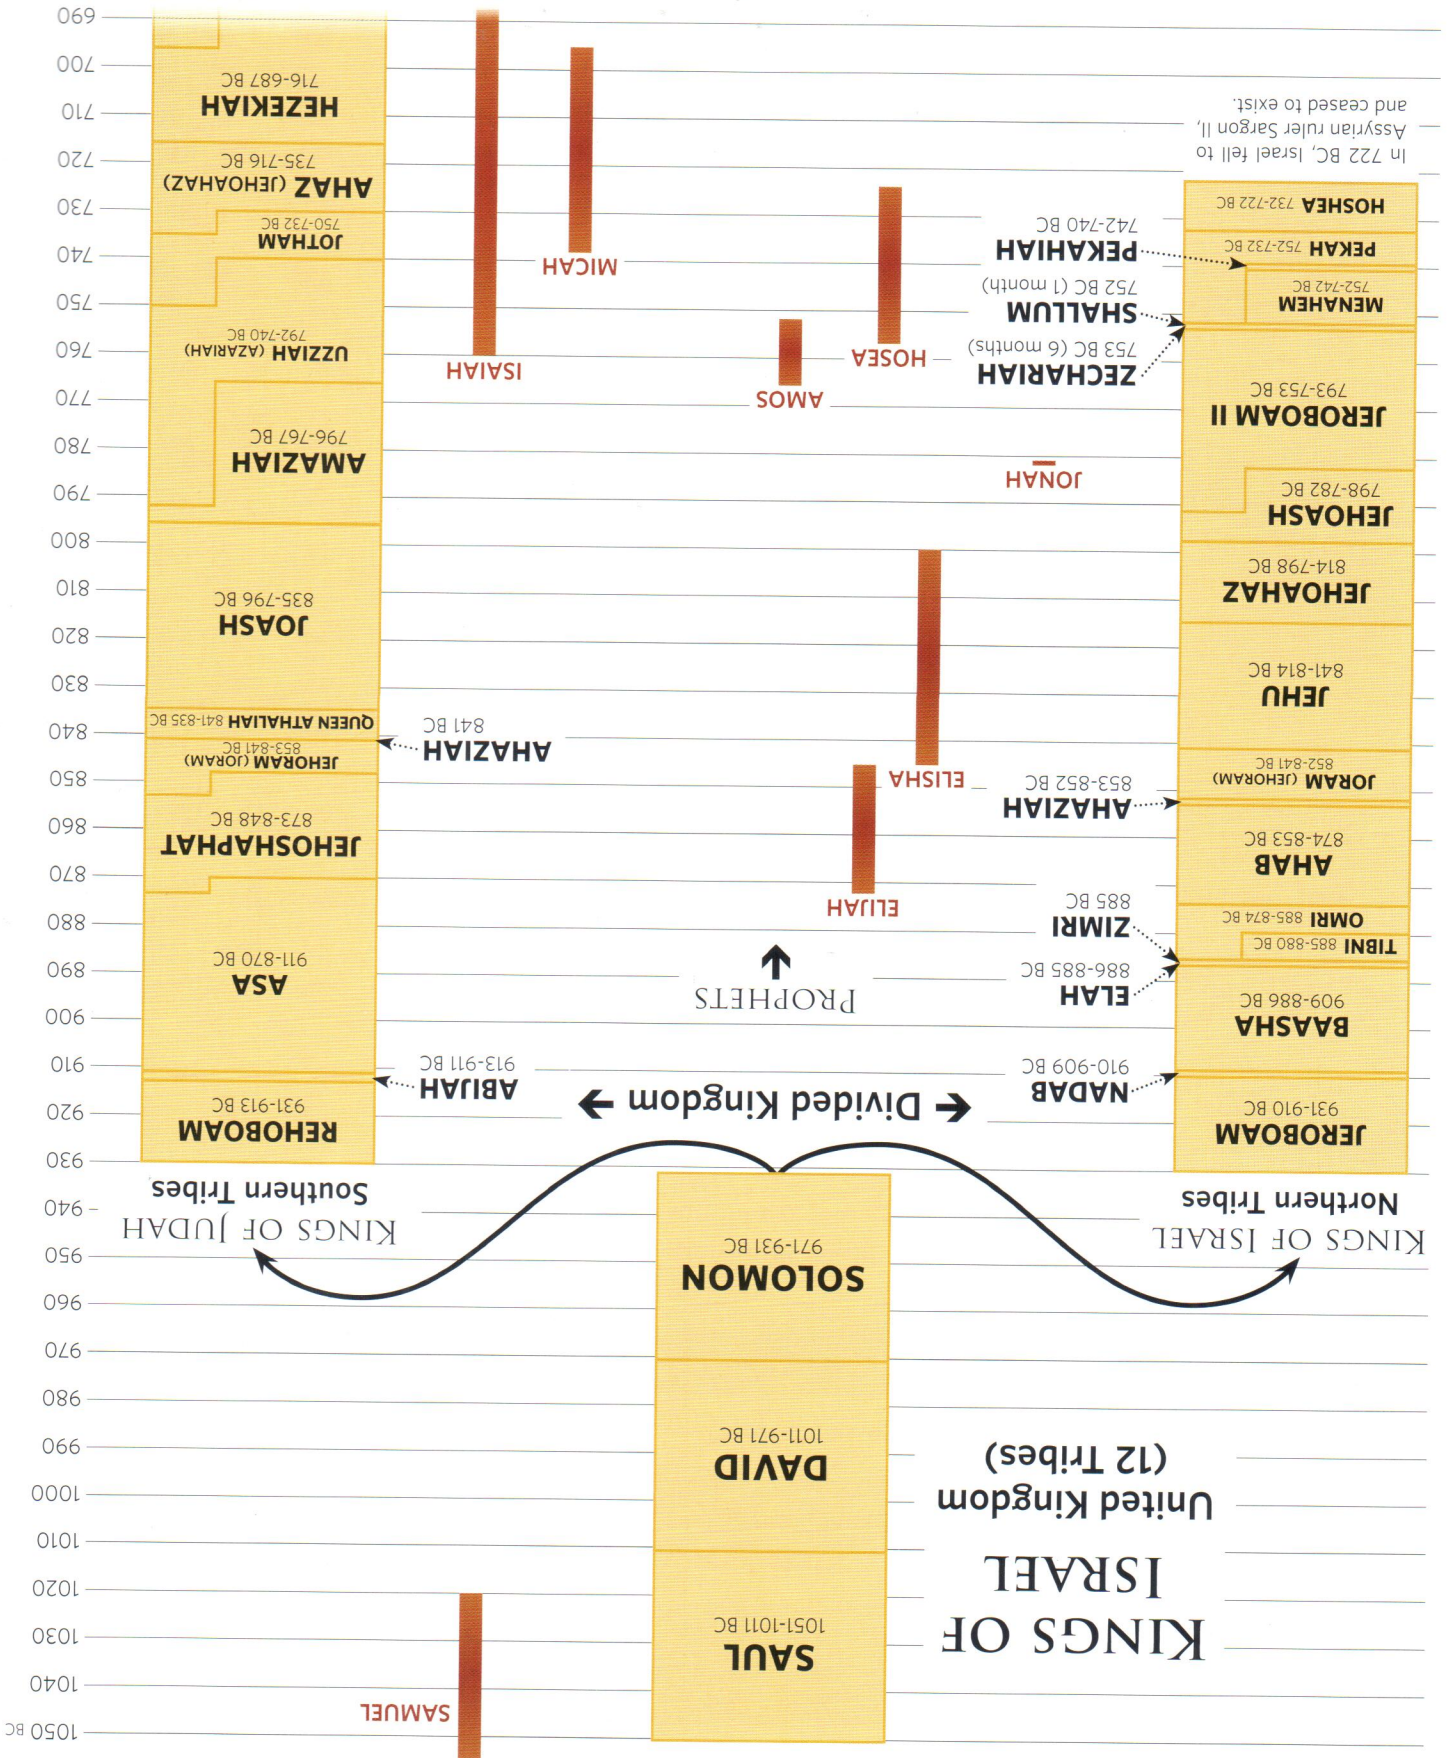 1050 BC
1040
1030
1020
1010
1000
990
980
970
960
950
940
930
920
910
900
890
880
870
860
850
840
830
820
810
800
790
780
770
760
750
740
730
720
710
700
690
KINGS OF
ISRAEL
United Kingdom
(12 Tribes)
SAMUEL
SAUL
1051-1011 BC
DAVID
1011-971 BC
SOLOMON
971-931 BC
KINGS OF ISRAEL
Northern Tribes
KINGS OF JUDAH
Southern Tribes
← Divided Kingdom →
JEROBOAM
931-910 BC
NADAB
910-909 BC
BAASHA
909-886 BC
ELAH
886-885 BC
ZIMRI
885 BC
TIBNI 885-880 BC
OMRI 885-874 BC
AHAB
874-853 BC
AHAZIAH
853-852 BC
JORAM (JEHORAM)
852-841 BC
JEHU
841-814 BC
JEHOAHAZ
814-798 BC
JEHOASH
798-782 BC
JEROBOAM II
793-753 BC
ZECHARIAH
753 BC (6 months)
SHALLUM
752 BC (1 month)
MENAHEM
752-742 BC
PEKAHIAH
742-740 BC
PEKAH 752-732 BC
HOSHEA 732-722 BC
In 722 BC, Israel fell to
Assyrian ruler Sargon II,
and ceased to exist.
PROPHETS
ELIJAH
ELISHA
JONAH
AMOS
HOSEA
ISAIAH
MICAH
REHOBOAM
931-913 BC
ABIJAH
913-911 BC
ASA
911-870 BC
JEHOSHAPHAT
873-848 BC
JEHORAM (JORAM)
853-841 BC
AHAZIAH
841 BC
QUEEN ATHALIAH 841-835 BC
JOASH
835-796 BC
AMAZIAH
796-767 BC
UZZIAH (AZARIAH)
792-740 BC
JOTHAM
750-732 BC
AHAZ (JEHOAHAZ)
735-716 BC
HEZEKIAH
716-687 BC